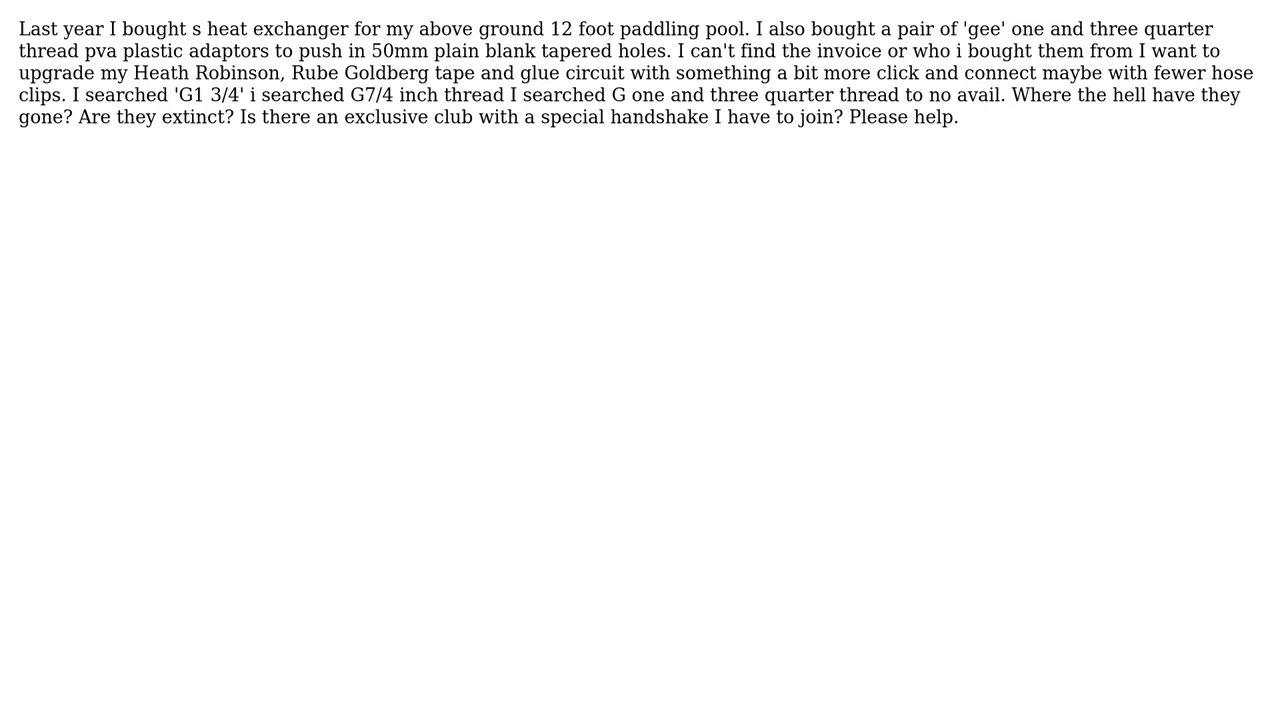 Last year I bought s heat exchanger for my above ground 12 foot paddling pool. I also bought a pair of 'gee' one and three quarter
thread pva plastic adaptors to push in 50mm plain blank tapered holes. I can't find the invoice or who i bought them from I want to
upgrade my Heath Robinson, Rube Goldberg tape and glue circuit with something a bit more click and connect maybe with fewer hose
clips. I searched 'G1 3/4' i searched G7/4 inch thread I searched G one and three quarter thread to no avail. Where the hell have they
gone? Are they extinct? Is there an exclusive club with a special handshake I have to join? Please help.